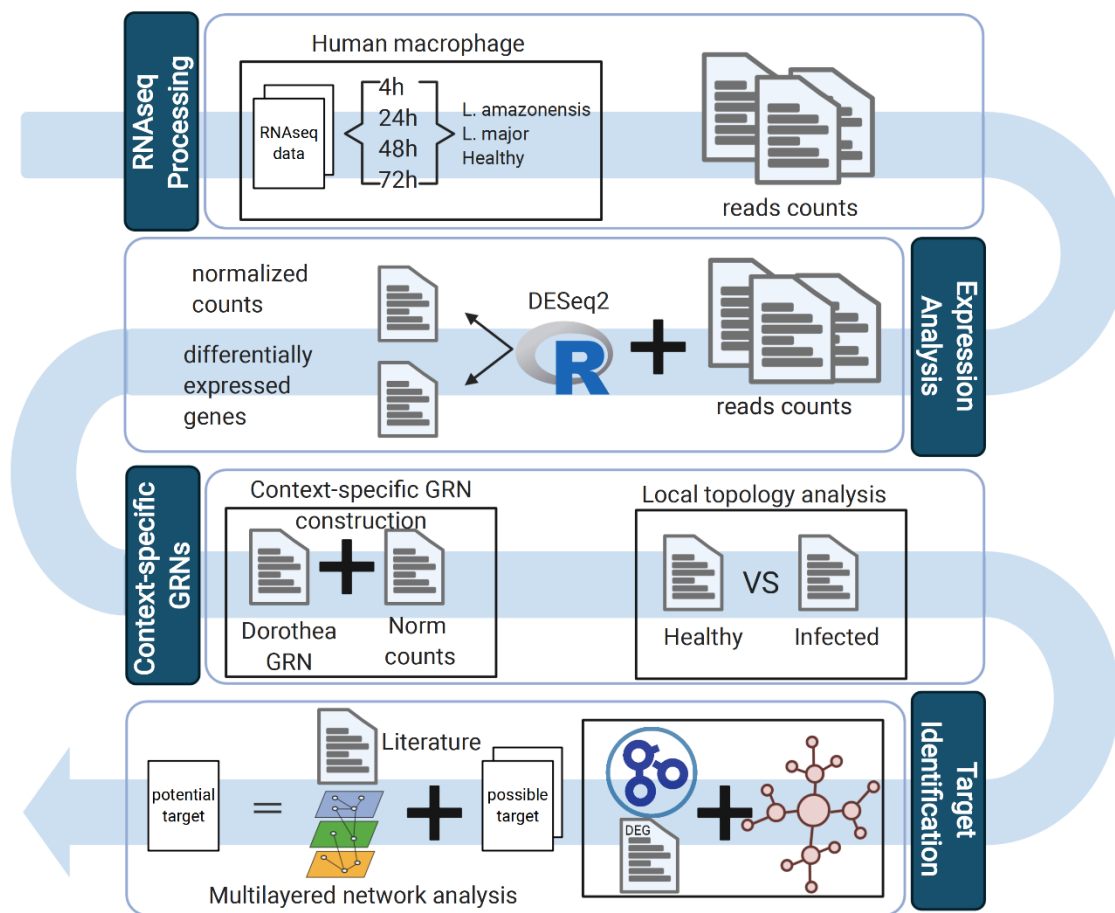 RNAseq
Processing
Human macrophage
RNAseq
data
4h
24h
48h
72h
L. amazonensis
L. major
Healthy
reads counts
Expression
Analysis
normalized
counts
differentially
expressed
genes
DESeq2
R
reads counts
Context-specific
GRNs
Context-specific GRN
construction
Dorothea
GRN
Norm
counts
Local topology analysis
Healthy
VS
Infected
Target
Identification
potential
target
=
Literature
Multilayered network analysis
possible
target
DEG